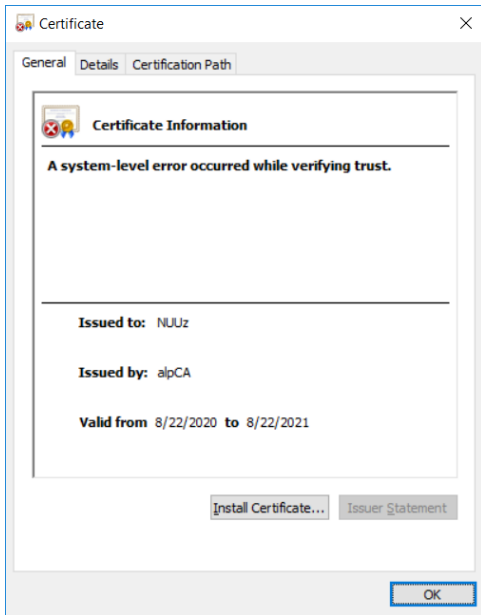 Certificate
General Details Certification Path
Certificate Information
A system-level error occurred while verifying trust.
Issued to: NUUz
Issued by: alpCA
Valid from 8/22/2020 to 8/22/2021
Install Certificate... Issuer Statement
OK